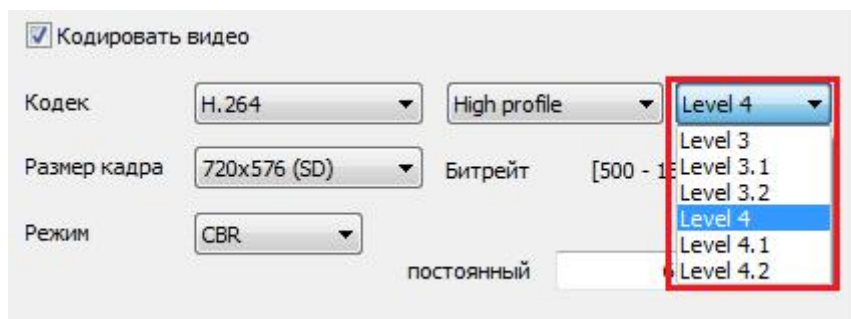 Кодировать видео
Кодек H.264 High profile Level 4
Level 3
Level 3.1
Размер кадра 720x576 (SD) Битрейт [500 -
Level 3.2
Level 4
Режим CBR
Level 4.1
постоянный Level 4.2